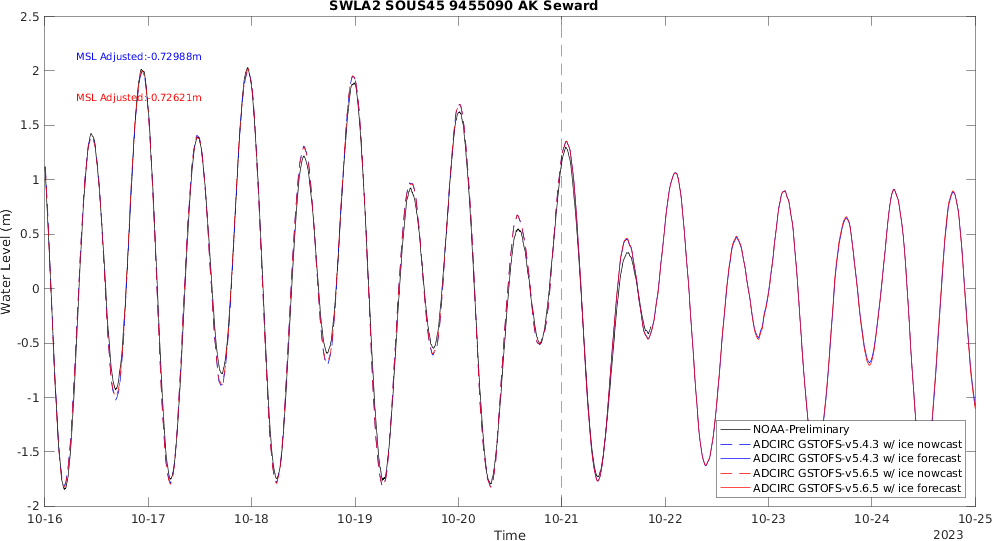 SWLA2 SOUS45 9455090 AK Seward
2.5
2
1.5
1
0.5
0
-0.5
-1
-1.5
-2
Water Level (m)
MSL Adjusted:-0.72988m
MSL Adjusted:-0.72621m
NOAA-Preliminary
ADCIRC GSTOFS-v5.4.3 w/ ice nowcast
ADCIRC GSTOFS-v5.4.3 w/ ice forecast
ADCIRC GSTOFS-v5.6.5 w/ ice nowcast
ADCIRC GSTOFS-v5.6.5 w/ ice forecast
10-16 10-17 10-18 10-19 10-20 10-21 10-22 10-23 10-24 10-25
Time
2023